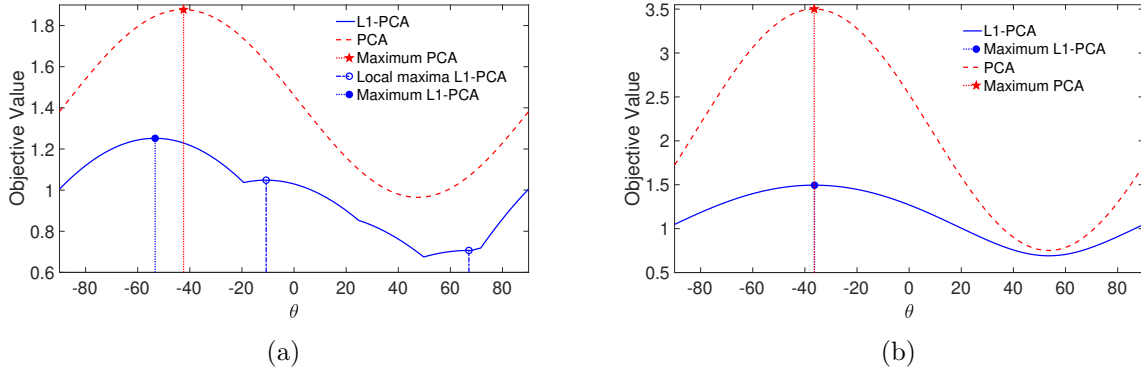 1.8
1.6
1.4
1.2
1
0.8
0.6
Objective Value
L1-PCA
PCA
Maximum PCA
Local maxima L1-PCA
Maximum L1-PCA
-80 -60 -40 -20 0 20 40 60 80
θ
(a)
3.5
3
2.5
2
1.5
1
0.5
Objective Value
L1-PCA
Maximum L1-PCA
PCA
Maximum PCA
-80 -60 -40 -20 0 20 40 60 80
θ
(b)